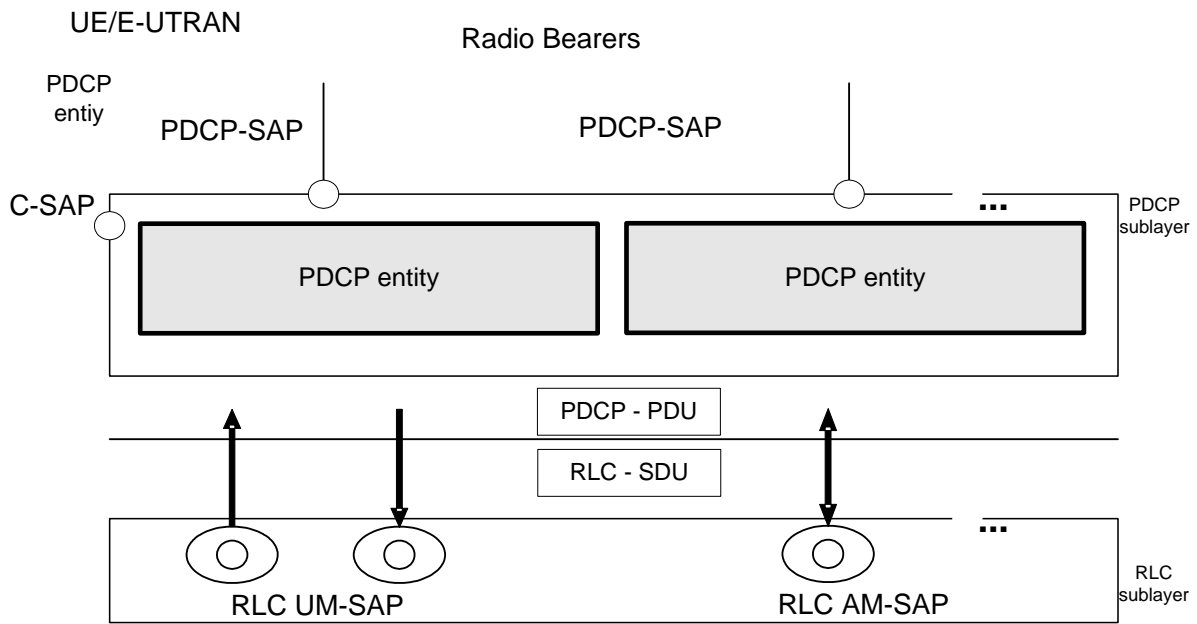 UE/E-UTRAN
Radio Bearers
PDCP
entiy
PDCP-SAP
PDCP-SAP
C-SAP
...
PDCP
sublayer
PDCP entity
PDCP entity
PDCP - PDU
RLC - SDU
...
RLC UM-SAP
RLC AM-SAP
RLC
sublayer